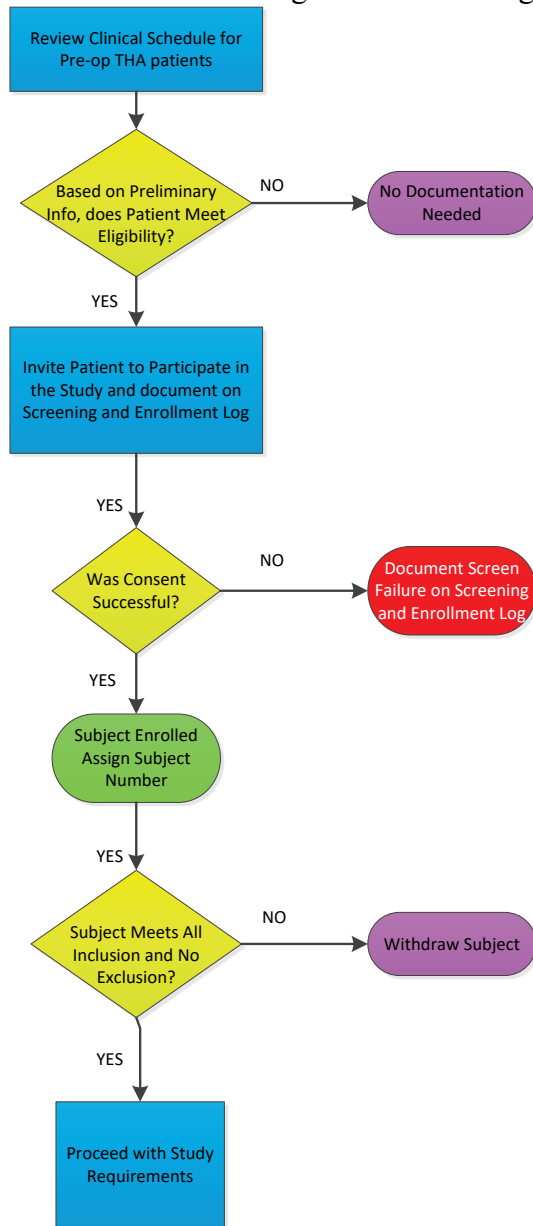 Review Clinical Schedule for
Pre-op THA patients
Based on Preliminary
Info, does Patient Meet
Eligibility?
NO
No Documentation
Needed
YES
Invite Patient to Participate in
the Study and document on
Screening and Enrollment Log
YES
Was Consent
Successful?
NO
Document Screen
Failure on Screening
and Enrollment Log
YES
Subject Enrolled
Assign Subject
Number
YES
Subject Meets All
Inclusion and No
Exclusion?
NO
Withdraw Subject
YES
Proceed with Study
Requirements